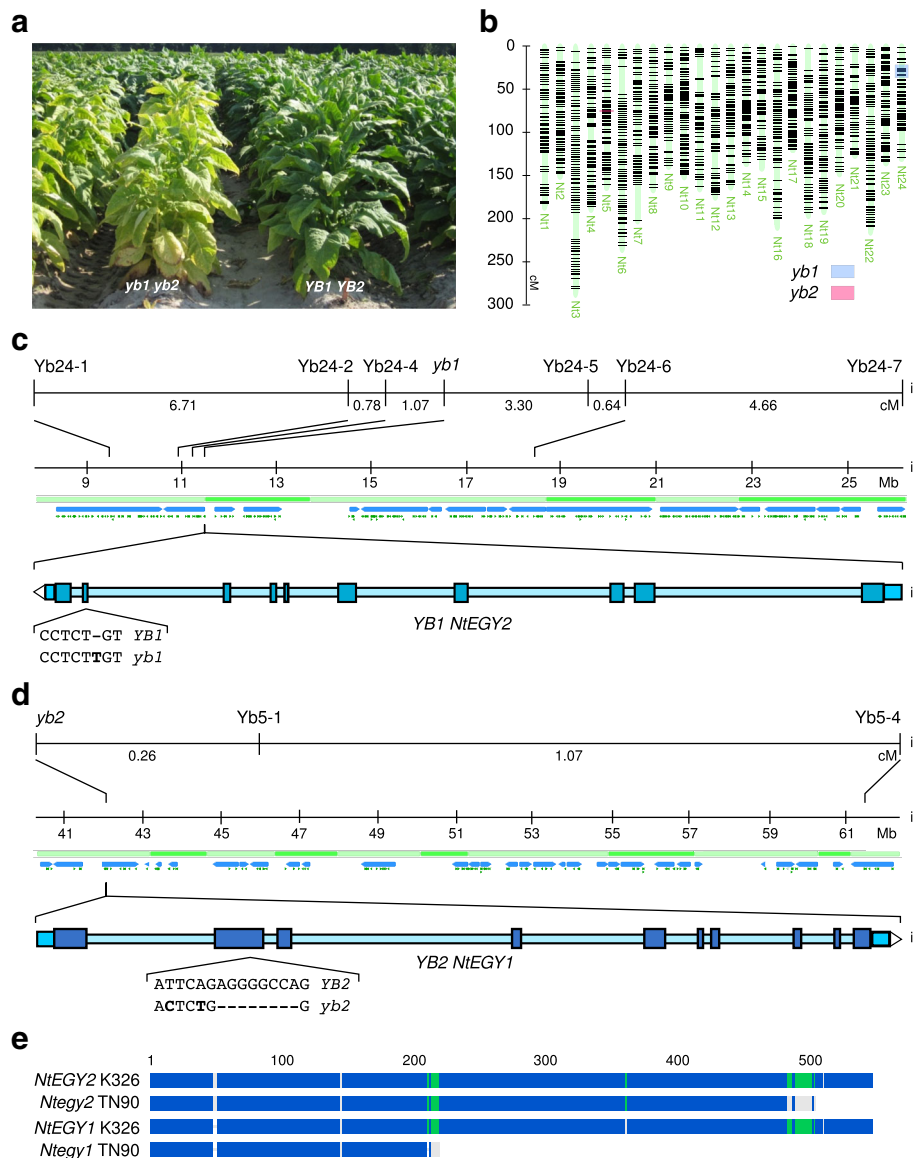 a
yb1 yb2
YB1 YB2
b
0
50
100
150
200
250
300
cM
Nt1
Nt2
Nt3
Nt4
Nt5
Nt6
Nt7
Nt8
Nt9
Nt10
Nt11
Nt12
Nt13
Nt14
Nt15
Nt16
Nt17
Nt18
Nt19
Nt20
Nt21
Nt22
Nt23
Nt24
yb1
yb2
c
Yb24-1 Yb24-2 Yb24-4 yb1 Yb24-5 Yb24-6 Yb24-7
i
6.71 0.78 1.07 3.30 0.64 4.66 cM
i
9 11 13 15 17 19 21 23 25 Mb
i
YB1 NtEGY2
CCTCT-GT YB1
CCTCTTGT yb1
d
yb2 Yb5-1 Yb5-4
i
0.26 1.07 cM
i
41 43 45 47 49 51 53 55 57 59 61 Mb
i
YB2 NtEGY1
ATTCAGAGGGGCCAG YB2
ACTCTG--------G yb2
e
1 100 200 300 400 500
NtEGY2 K326
Ntegy2 TN90
NtEGY1 K326
Ntegy1 TN90